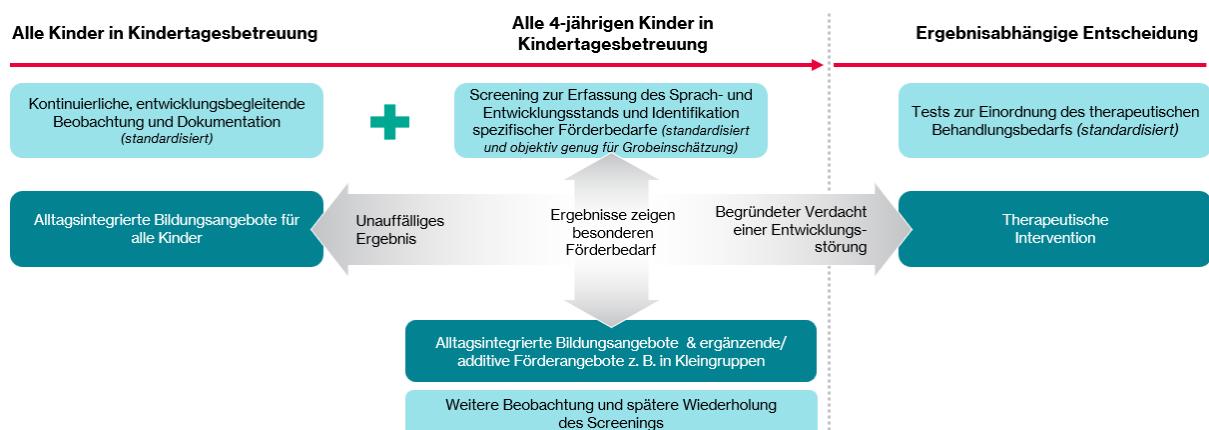 Alle Kinder in Kindertagesbetreuung
Alle 4-jährigen Kinder in
Kindertagesbetreuung
Ergebnisabhängige Entscheidung
Kontinuierliche, entwicklungsbegleitende
Beobachtung und Dokumentation
(standardisiert)
Screening zur Erfassung des Sprach- und
Entwicklungsstands und Identifikation
spezifischer Förderbedarfe (standardisiert
und objektiv genug für Grobeinschätzung)
Tests zur Einordnung des therapeutischen
Behandlungsbedarfs (standardisiert)
Alltagsintegrierte Bildungsangebote für
alle Kinder
Unauffälliges
Ergebnis
Ergebnisse zeigen
besonderen
Förderbedarf
Begründeter Verdacht
einer Entwicklungs-
störung
Therapeutische
Intervention
Alltagsintegrierte Bildungsangebote & ergänzende/
additive Förderangebote z. B. in Kleingruppen
Weitere Beobachtung und spätere Wiederholung
des Screenings